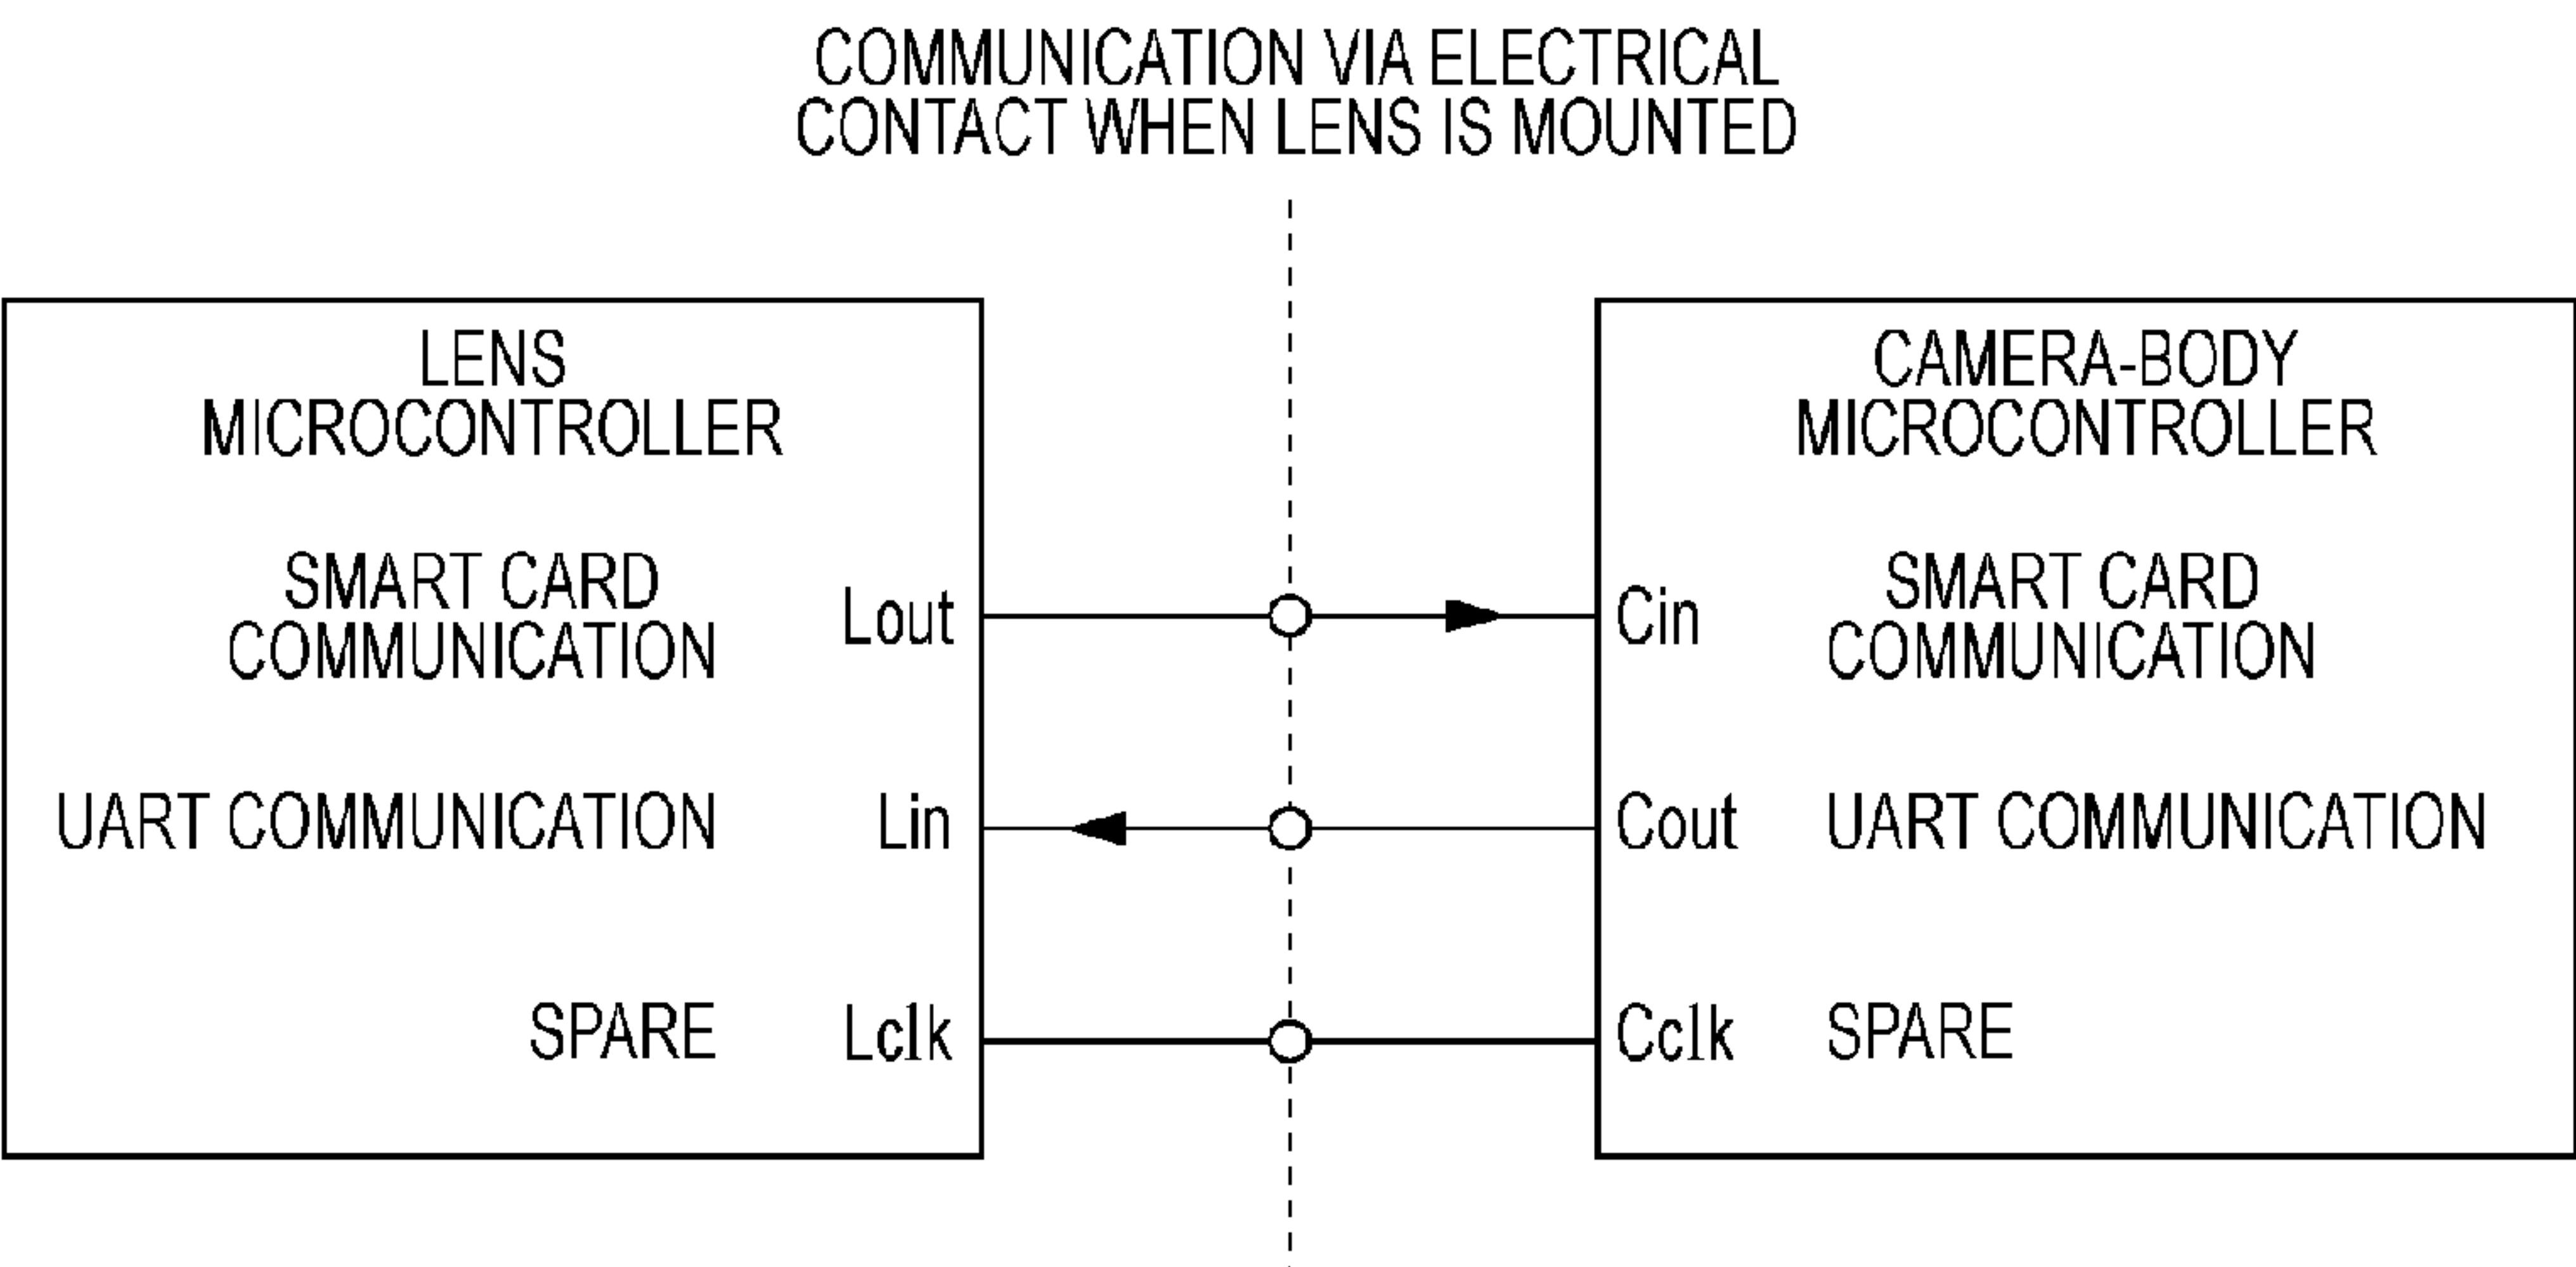 COMMUNICATION VIA ELECTRICAL
CONTACT WHEN LENS IS MOUNTED
LENS
MICROCONTROLLER
SMART CARD
COMMUNICATION
Lout
UART COMMUNICATION
Lin
SPARE
Lclk
CAMERA-BODY
MICROCONTROLLER
Cin
SMART CARD
COMMUNICATION
Cout
UART COMMUNICATION
Cclk
SPARE